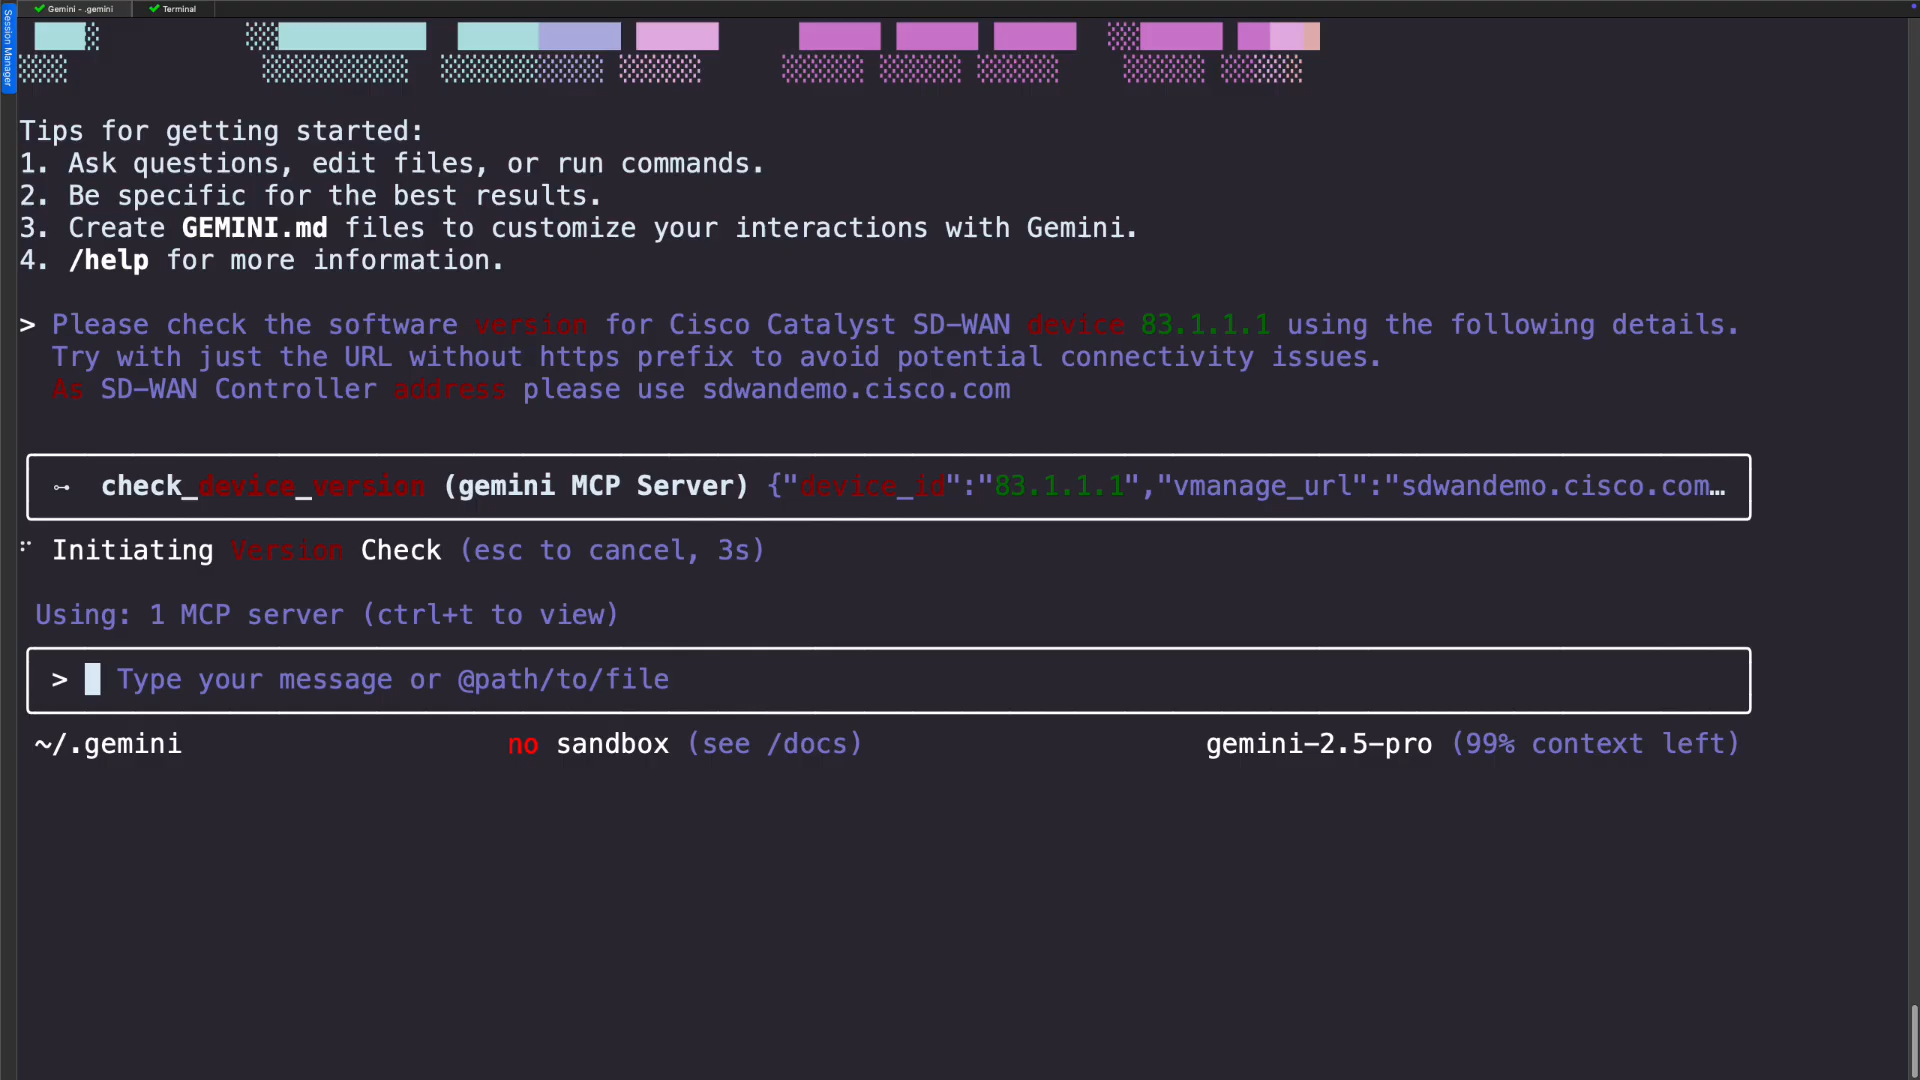 Gemini - .gemini
Terminal
Session Manager
Tips for getting started:
1. Ask questions, edit files, or run commands.
2. Be specific for the best results.
3. Create GEMINI.md files to customize your interactions with Gemini.
4. /help for more information.
> Please check the software version for Cisco Catalyst SD-WAN device 83.1.1.1 using the following details.
Try with just the URL without https prefix to avoid potential connectivity issues.
As SD-WAN Controller address please use sdwandemo.cisco.com
check_device_version (gemini MCP Server) {"device_id":"83.1.1.1","vmanage_url":"sdwandemo.cisco.com…
Initiating Version Check (esc to cancel, 3s)
Using: 1 MCP server (ctrl+t to view)
> Type your message or @path/to/file
~/.gemini no sandbox (see /docs) gemini-2.5-pro (99% context left)